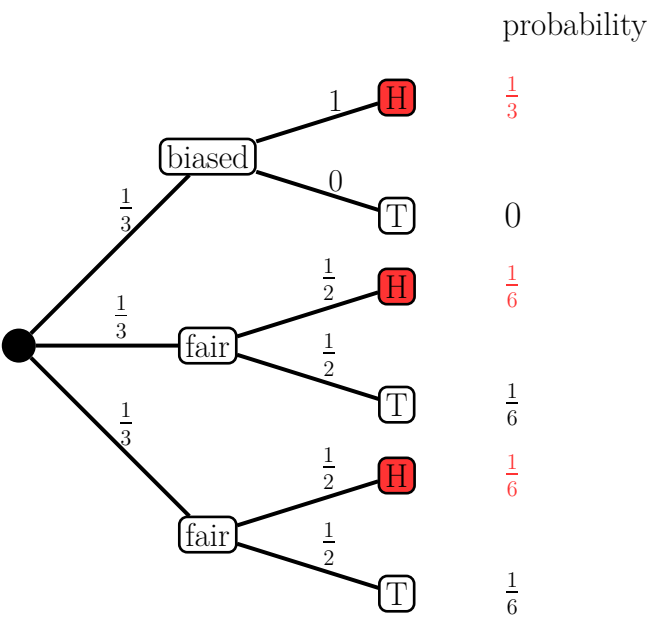 probability
1 H 1/3
biased
0 T 0
1/3
1/2 H 1/6
1/3
fair
1/2 T 1/6
1/3
1/2 H 1/6
fair
1/2 T 1/6